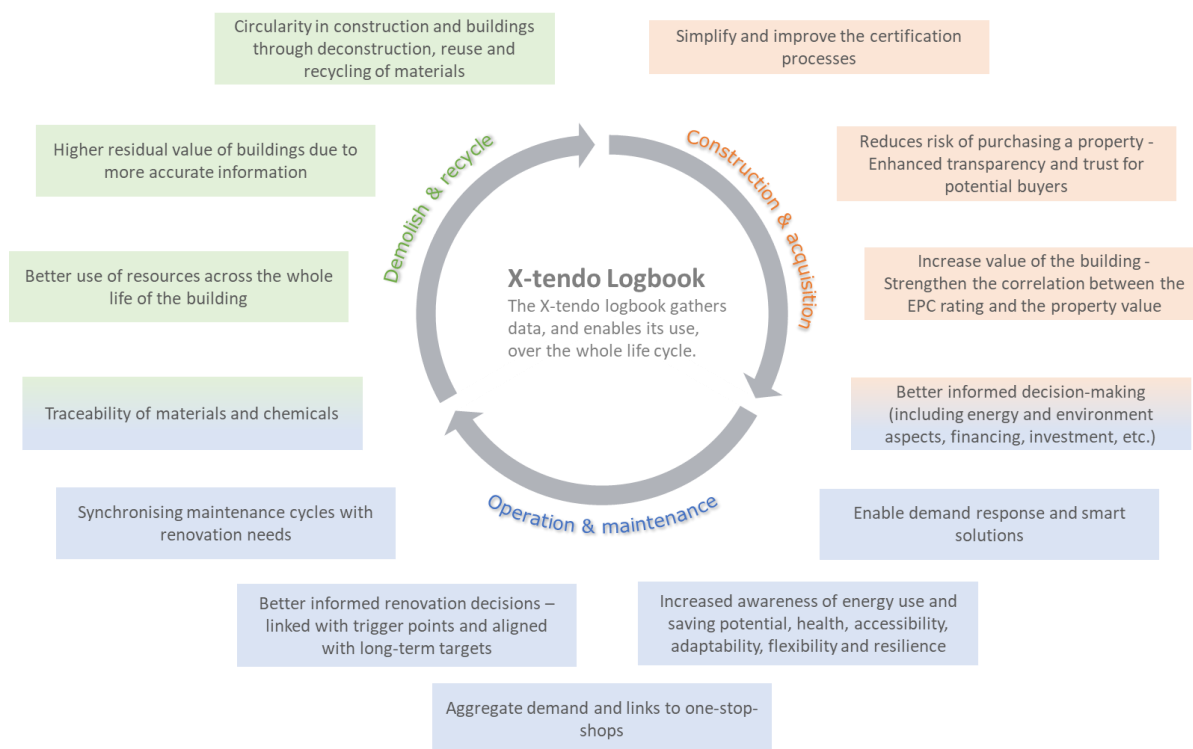 Circularity in construction and buildings
through deconstruction, reuse and
recycling of materials
Simplify and improve the certification
processes
Higher residual value of buildings due to
more accurate information
Reduces risk of purchasing a property -
Enhanced transparency and trust for
potential buyers
Demolish & recycle
Construction & acquisition
Better use of resources across the whole
life of the building
X-tendo Logbook
The X-tendo logbook gathers
data, and enables its use,
over the whole life cycle.
Increase value of the building -
Strengthen the correlation between the
EPC rating and the property value
Traceability of materials and chemicals
Better informed decision-making
(including energy and environment
aspects, financing, investment, etc.)
Operation & maintenance
Synchronising maintenance cycles with
renovation needs
Enable demand response and smart
solutions
Better informed renovation decisions –
linked with trigger points and aligned
with long-term targets
Increased awareness of energy use and
saving potential, health, accessibility,
adaptability, flexibility and resilience
Aggregate demand and links to one-stop-
shops